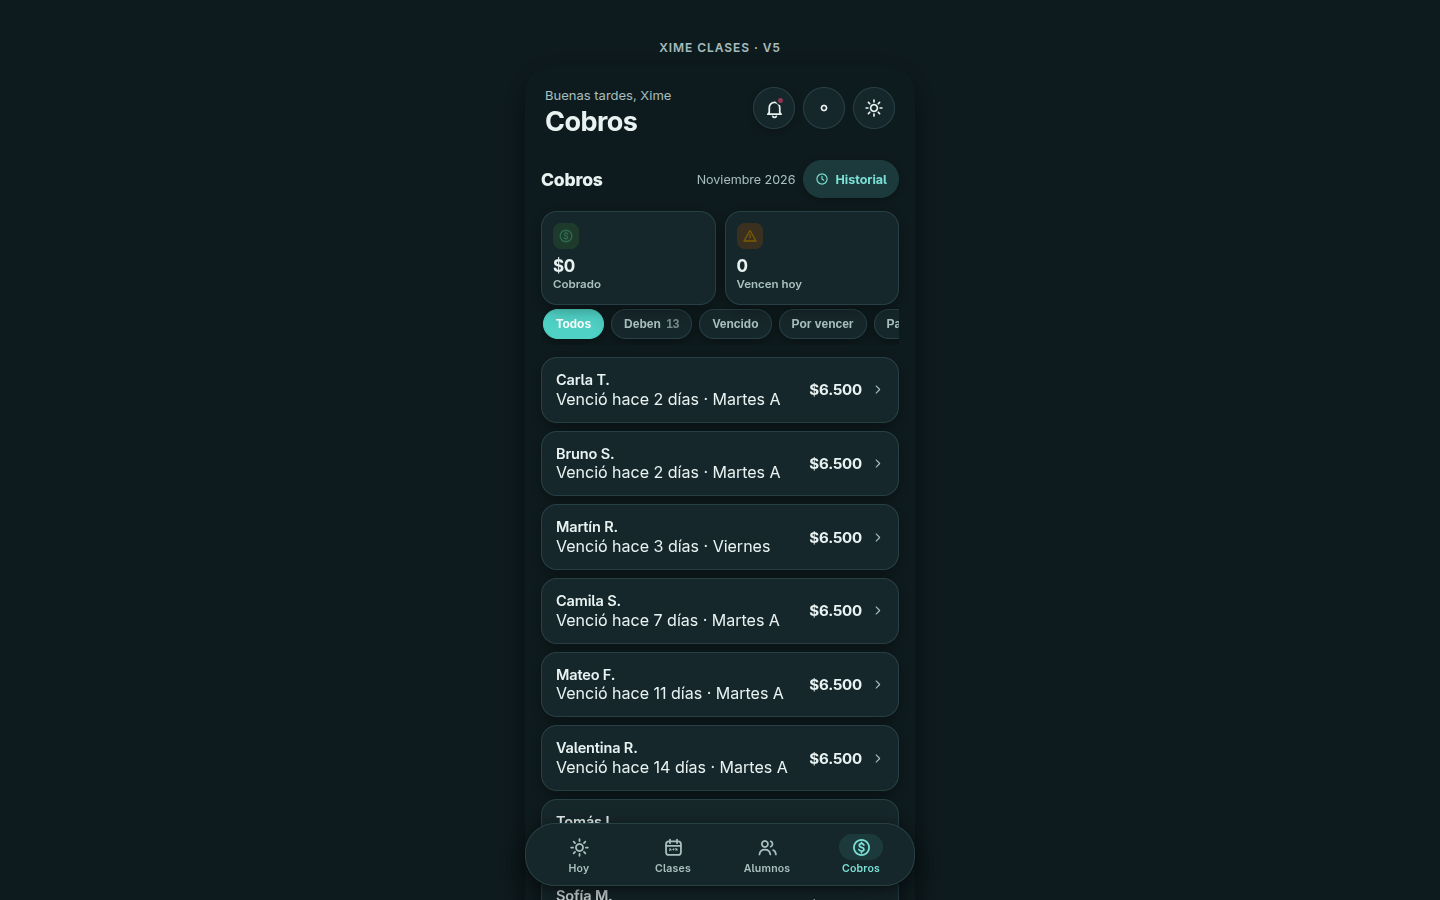 XIME CLASES · V5
Buenas tardes, Xime
Cobros
Cobros
Noviembre 2026
Historial
$0
Cobrado
0
Vencen hoy
Todos
Deben 13
Vencido
Por vencer
Carla T.
Venció hace 2 días · Martes A
$6.500
Bruno S.
Venció hace 2 días · Martes A
$6.500
Martín R.
Venció hace 3 días · Viernes
$6.500
Camila S.
Venció hace 7 días · Martes A
$6.500
Mateo F.
Venció hace 11 días · Martes A
$6.500
Valentina R.
Venció hace 14 días · Martes A
$6.500
Tomás
Hoy
Clases
Alumnos
Cobros
Sofía M.